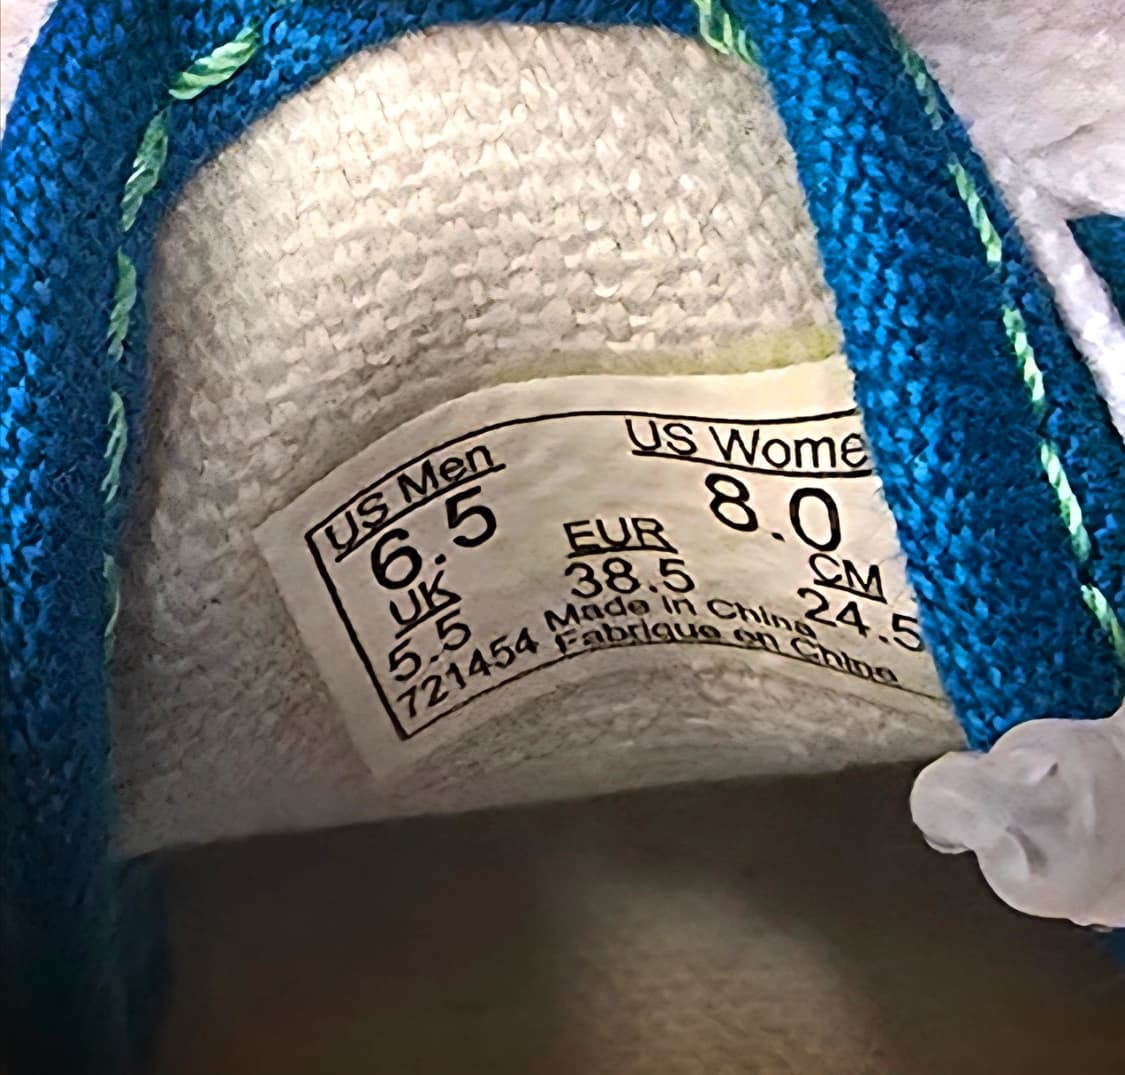 US Men US Wome
6.5 8.0
UK EUR CM
5.5 38.5 24.5
721454 Made in China
Fabrique en China